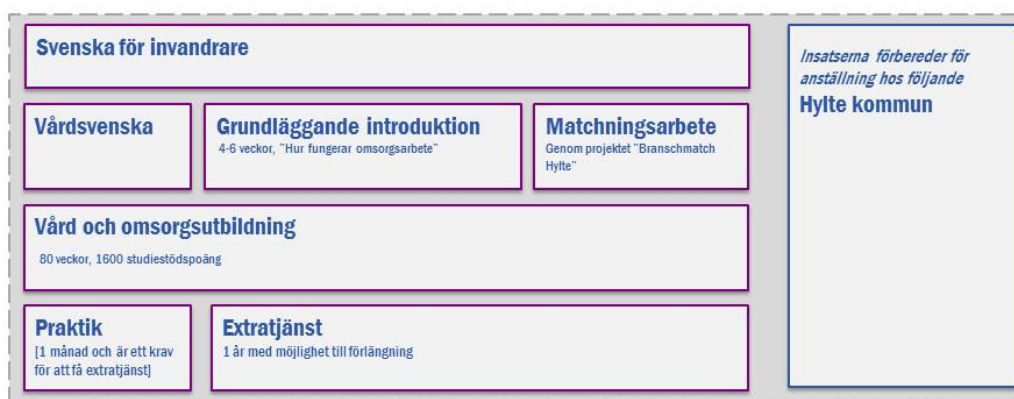 Svenska för invandrare
Vårdsvenska
Grundläggande introduktion
4-6 veckor, "Hur fungerar omsorgsarbete"
Matchningsarbete
Genom projektet "Branschmatch
Hylte"
Vård och omsorgsutbildning
80 veckor, 1600 studiestödspoäng
Praktik
[1 månad och är ett krav
för att få extratjänst]
Extratjänst
1 år med möjlighet till förlängning
Insatserna förbereder för
anställning hos följande
Hylte kommun